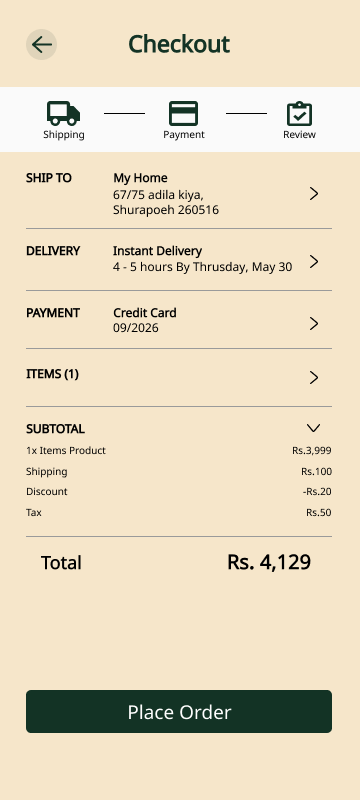 Checkout
Shipping
Payment
Review
SHIP TO
My Home
67/75 adila kiya,
Shurapoeh 260516
DELIVERY
Instant Delivery
4 - 5 hours By Thrusday, May 30
PAYMENT
Credit Card
09/2026
ITEMS (1)
SUBTOTAL
1x Items Product Rs.3,999
Shipping Rs.100
Discount -Rs.20
Tax Rs.50
Total Rs. 4,129
Place Order